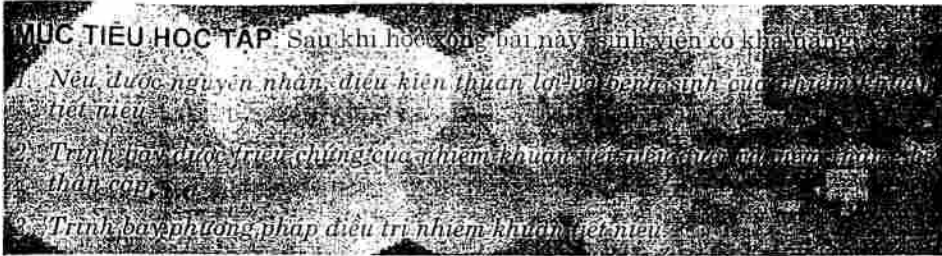 MỤC TIÊU HỌC TẬP: Sau khi học xong bài này, sinh viên có khả năng:
1. Nêu được nguyên nhân, điều kiện thuận lợi và bệnh sinh của nhiễm khuẩn
tiết niệu
2. Trình bày được triệu chứng của nhiễm khuẩn tiết niệu
thận cấp
3. Trình bày phương pháp điều trị nhiễm khuẩn tiết niệu